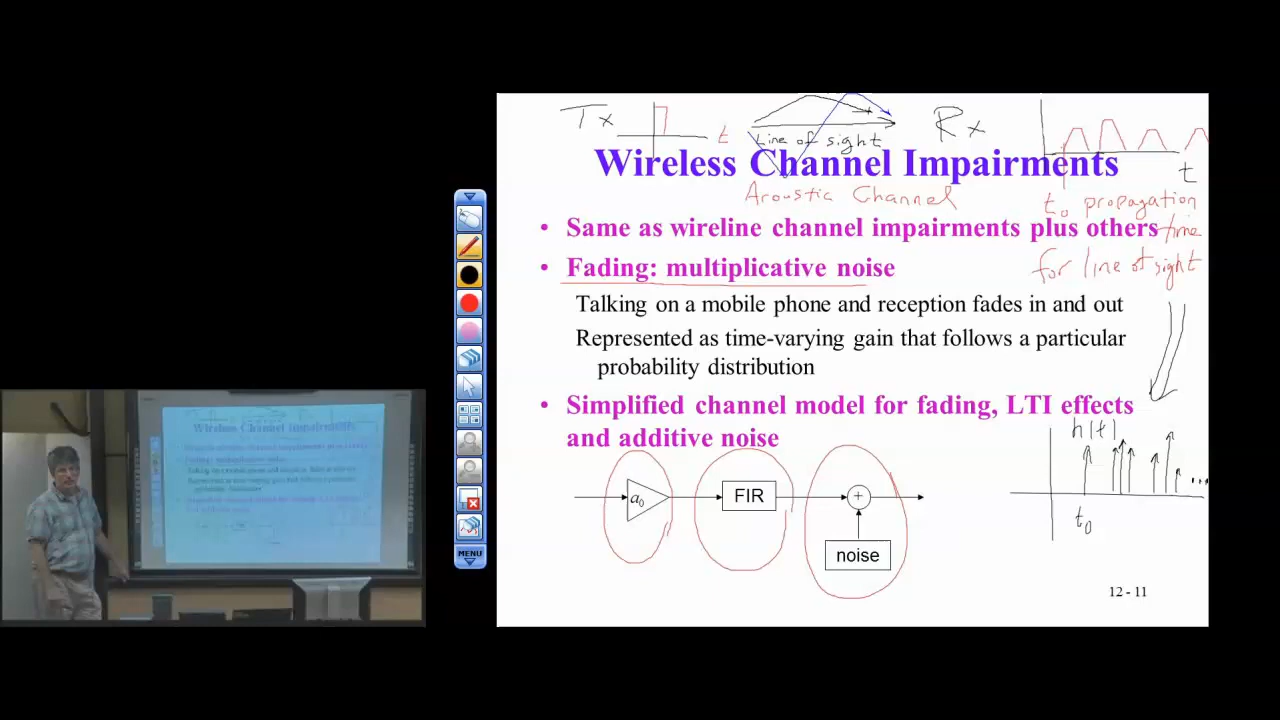 Tx
t
Line of sight
Rx
t
Wireless Channel Impairments
Acoustic Channel
t₀ propagation
time
for line of sight
• Same as wireline channel impairments plus others
• Fading: multiplicative noise
Talking on a mobile phone and reception fades in and out
Represented as time-varying gain that follows a particular
probability distribution
• Simplified channel model for fading, LTI effects
and additive noise
h(t)
a₀
FIR
+
noise
t₀
...
12 - 11
MENU